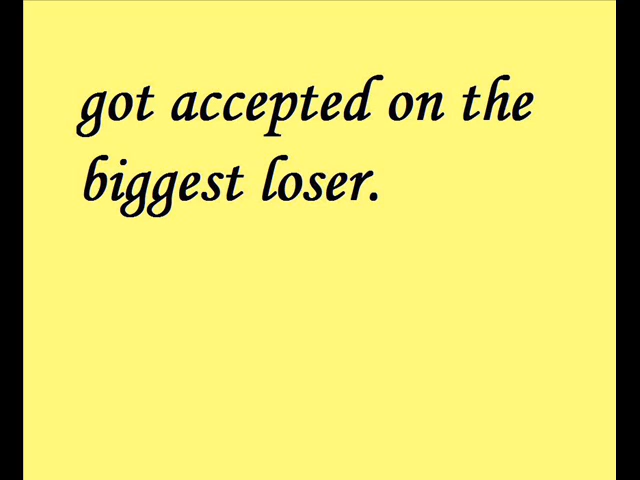 got accepted on the
biggest loser.